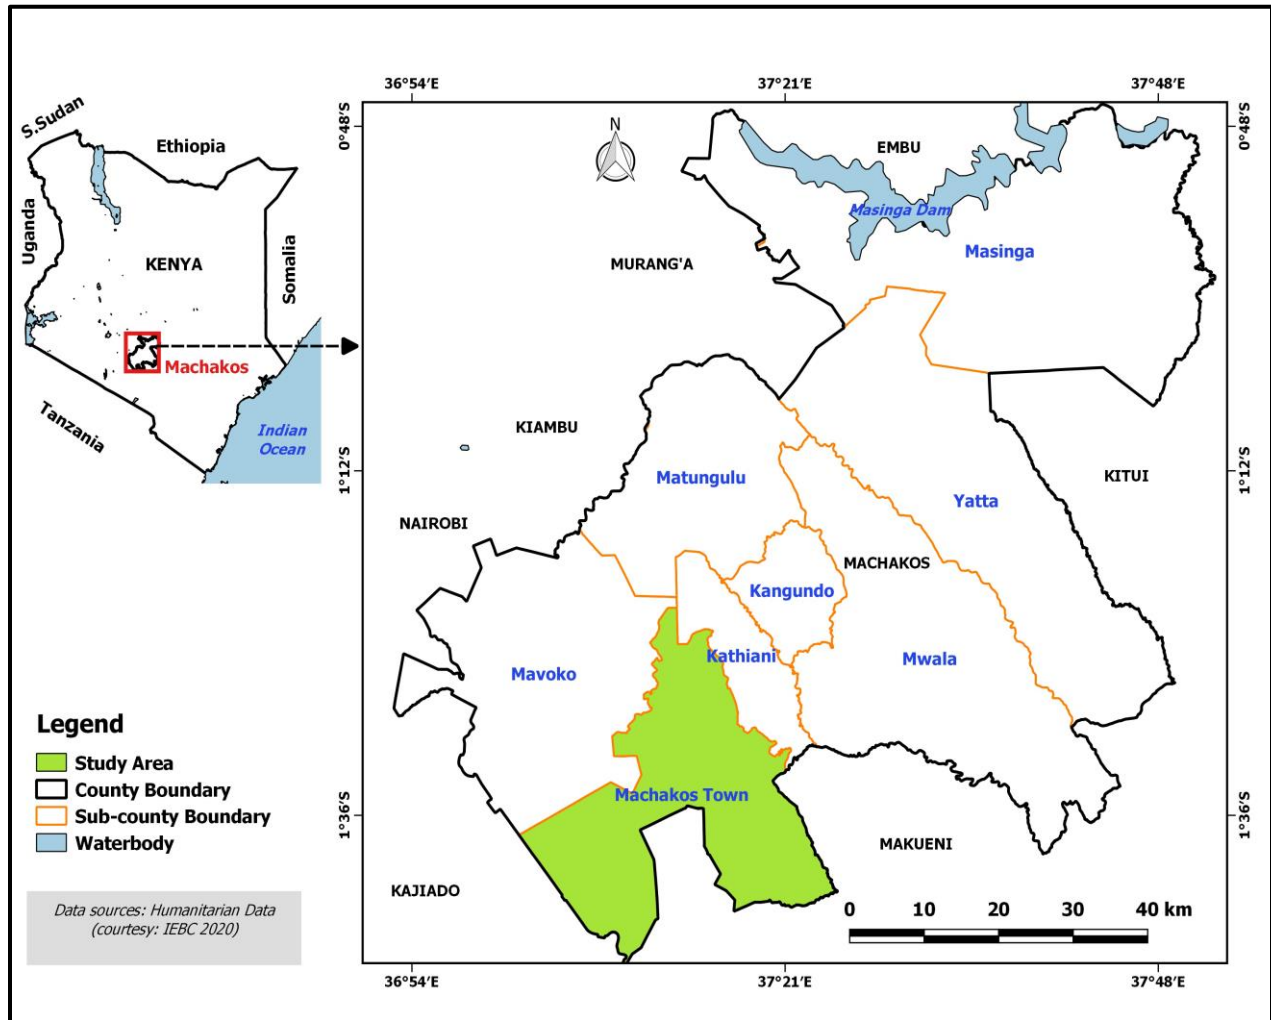 36°54′E
37°21′E
37°48′E
0°48′S
0°48′S
S.Sudan
Ethiopia
Uganda
KENYA
Somalia
Machakos
Tanzania
Indian
Ocean
N
EMBU
Masinga Dam
Masinga
MURANG'A
KIAMBU
Matungulu
1°12′S
1°12′S
KITUI
Yatta
NAIROBI
MACHAKOS
Kangundo
Kathiani
Mwala
Mavoko
Machakos Town
1°36′S
1°36′S
MAKUENI
KAJIADO
Legend
Study Area
County Boundary
Sub-county Boundary
Waterbody
Data sources: Humanitarian Data
(courtesy: IEBC 2020)
0 10 20 30 40 km
36°54′E
37°21′E
37°48′E